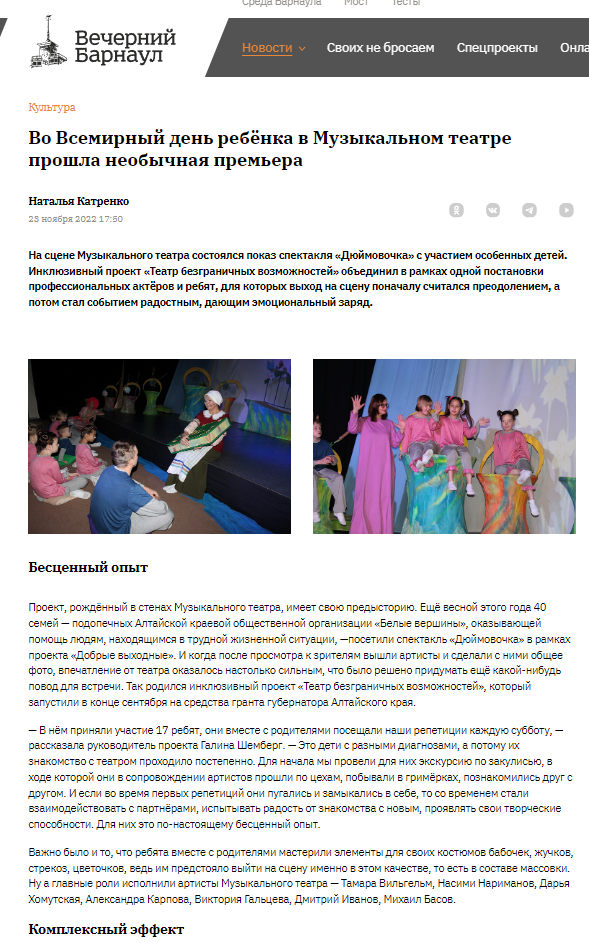 Среда Барнаула Мост Тесты
Вечерний
Барнаул
Новости Своих не бросаем Спецпроекты Онла
Культура
Во Всемирный день ребёнка в Музыкальном театре
прошла необычная премьера
Наталья Катренко
23 ноября 2022 17:50
На сцене Музыкального театра состоялся показ спектакля «Дюймовочка» с участием особенных детей.
Инклюзивный проект «Театр безграничных возможностей» объединил в рамках одной постановки
профессиональных актёров и ребят, для которых выход на сцену поначалу считался преодолением, а
потом стал событием радостным, дающим эмоциональный заряд.
Бесценный опыт
Проект, рождённый в стенах Музыкального театра, имеет свою предысторию. Ещё весной этого года 40
семей — подопечных Алтайской краевой общественной организации «Белые вершины», оказывающей
помощь людям, находящимся в трудной жизненной ситуации, —посетили спектакль «Дюймовочка» в рамках
проекта «Добрые выходные». И когда после просмотра к зрителям вышли артисты и сделали с ними общее
фото, впечатление от театра оказалось настолько сильным, что было решено придумать ещё какой-нибудь
повод для встречи. Так родился инклюзивный проект «Театр безграничных возможностей», который
запустили в конце сентября на средства гранта губернатора Алтайского края.
— В нём приняли участие 17 ребят, они вместе с родителями посещали наши репетиции каждую субботу, —
рассказала руководитель проекта Галина Шемберг. — Это дети с разными диагнозами, а потому их
знакомство с театром проходило постепенно. Для начала мы провели для них экскурсию по закулисью, в
ходе которой они в сопровождении артистов прошли по цехам, побывали в гримёрках, познакомились друг с
другом. И если во время первых репетиций они пугались и замыкались в себе, то со временем стали
взаимодействовать с партнёрами, испытывать радость от знакомства с новым, проявлять свои творческие
способности. Для них это по-настоящему бесценный опыт.
Важно было и то, что ребята вместе с родителями мастерили элементы для своих костюмов бабочек, жучков,
стрекоз, цветочков, ведь им предстояло выйти на сцену именно в этом качестве, то есть в составе массовки.
Ну а главные роли исполнили артисты Музыкального театра — Тамара Вильгельм, Насими Нариманов, Дарья
Хомутская, Александра Карпова, Виктория Гальцева, Дмитрий Иванов, Михаил Басов.
Комплексный эффект